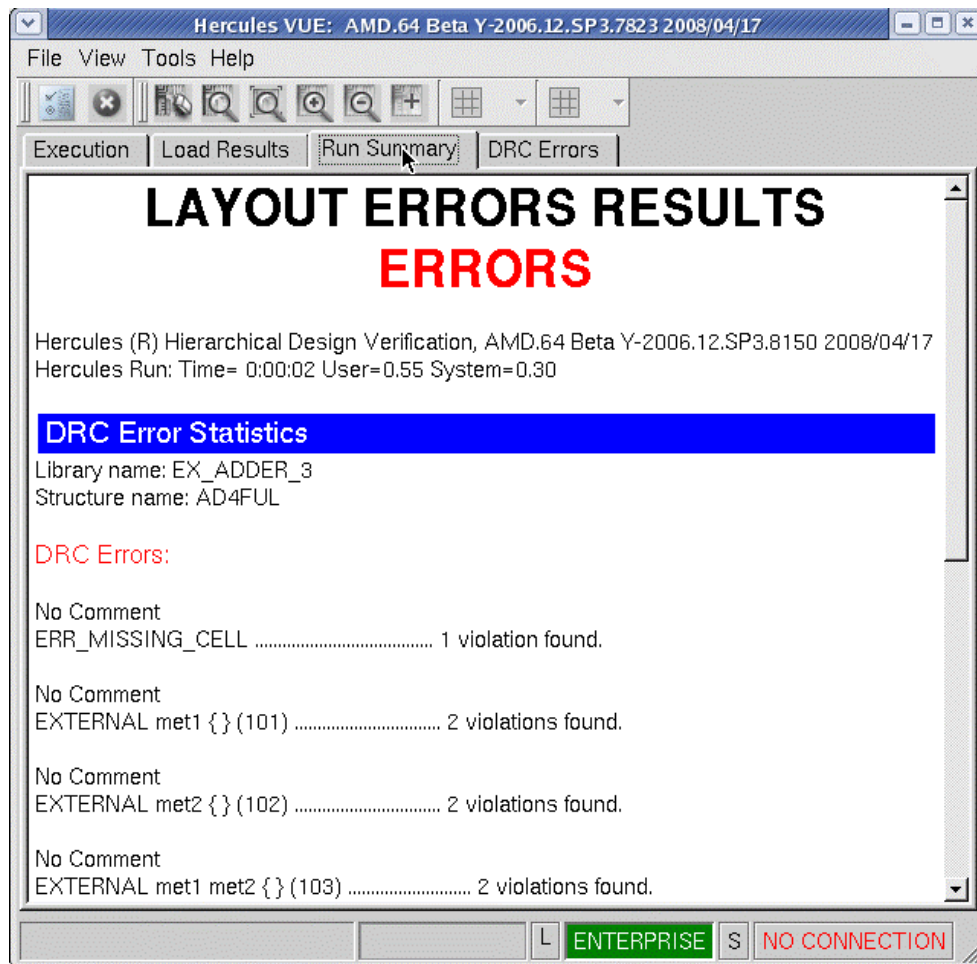 Hercules VUE: AMD.64 Beta Y-2006.12.SP3.7823 2008/04/17
File View Tools Help
Execution Load Results Run Summary DRC Errors
LAYOUT ERRORS RESULTS
ERRORS
Hercules (R) Hierarchical Design Verification, AMD.64 Beta Y-2006.12.SP3.8150 2008/04/17
Hercules Run: Time= 0:00:02 User=0.55 System=0.30
DRC Error Statistics
Library name: EX_ADDER_3
Structure name: AD4FUL
DRC Errors:
No Comment
ERR_MISSING_CELL ....................................... 1 violation found.
No Comment
EXTERNAL met1 { } (101) ................................ 2 violations found.
No Comment
EXTERNAL met2 { } (102) ................................ 2 violations found.
No Comment
EXTERNAL met1 met2 { } (103) ........................... 2 violations found.
L ENTERPRISE S NO CONNECTION